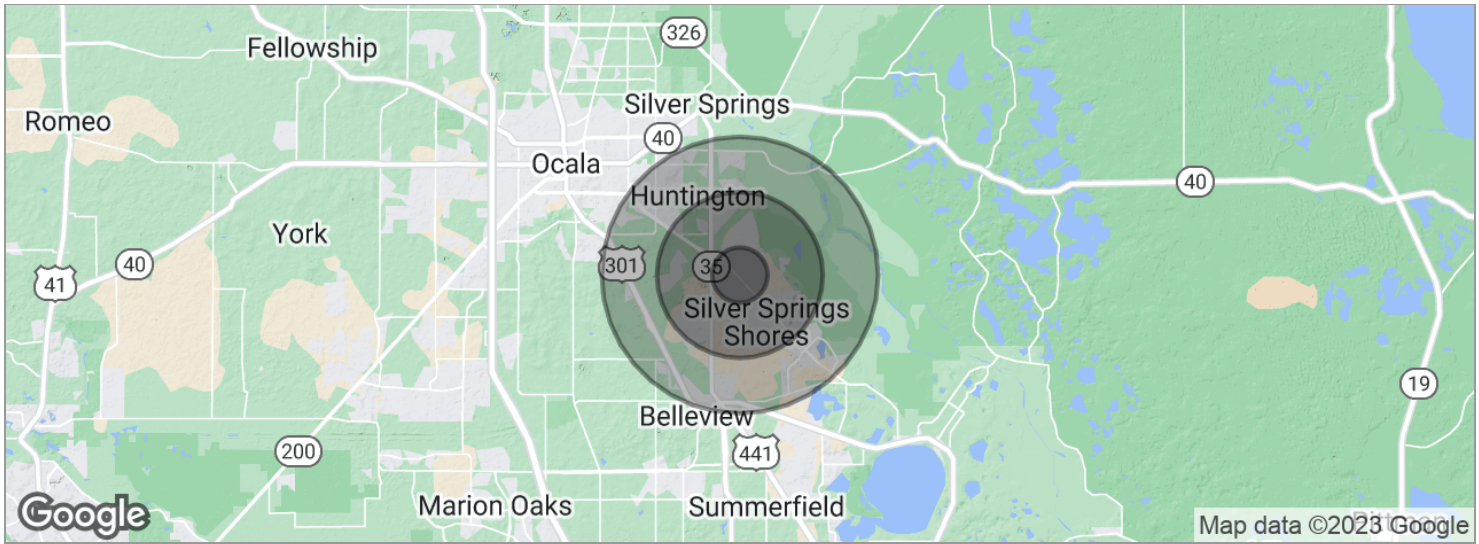 326
Fellowship
Silver Springs
Romeo
40
Ocala
40
Huntington
York
40
301
35
41
Silver Springs
Shores
19
Belleview
200
441
Marion Oaks
Summerfield
Google
Map data ©2023 Google